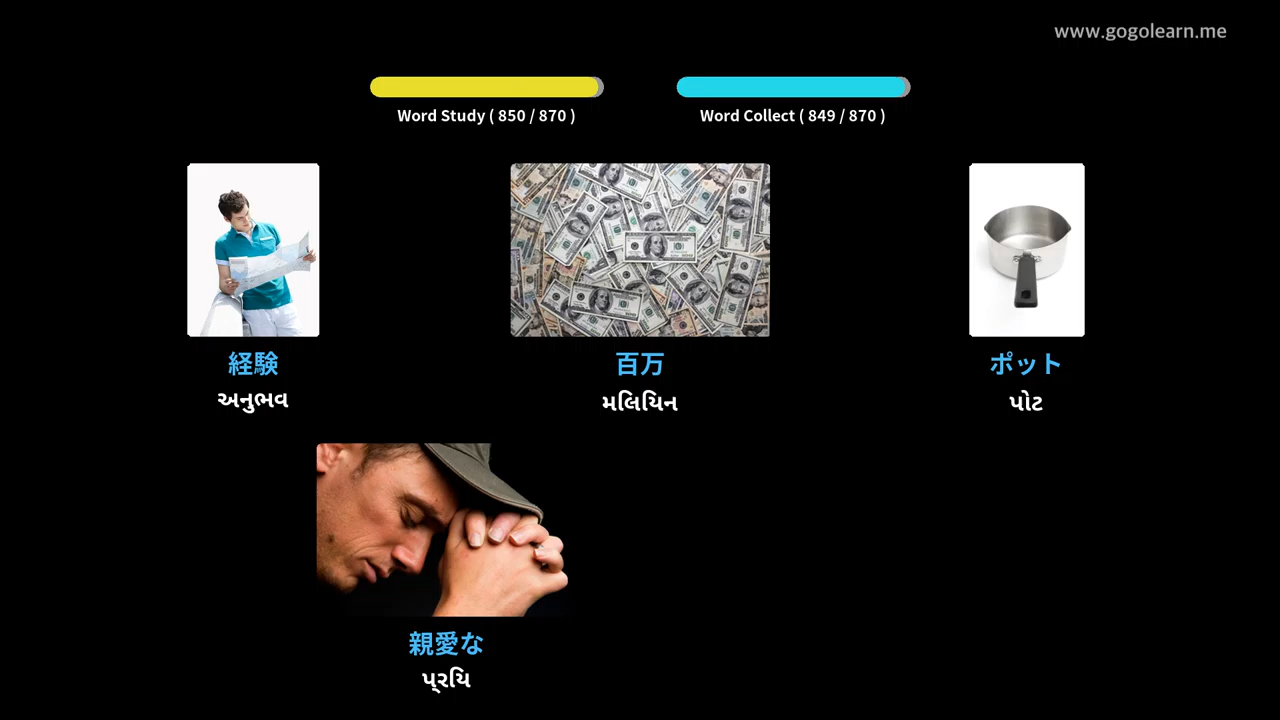 www.gogolearn.me
Word Study ( 850 / 870 )
Word Collect ( 849 / 870 )
経験
અનુભવ
百万
મલિયિન
ポット
પોટ
親愛な
પ્રયિ